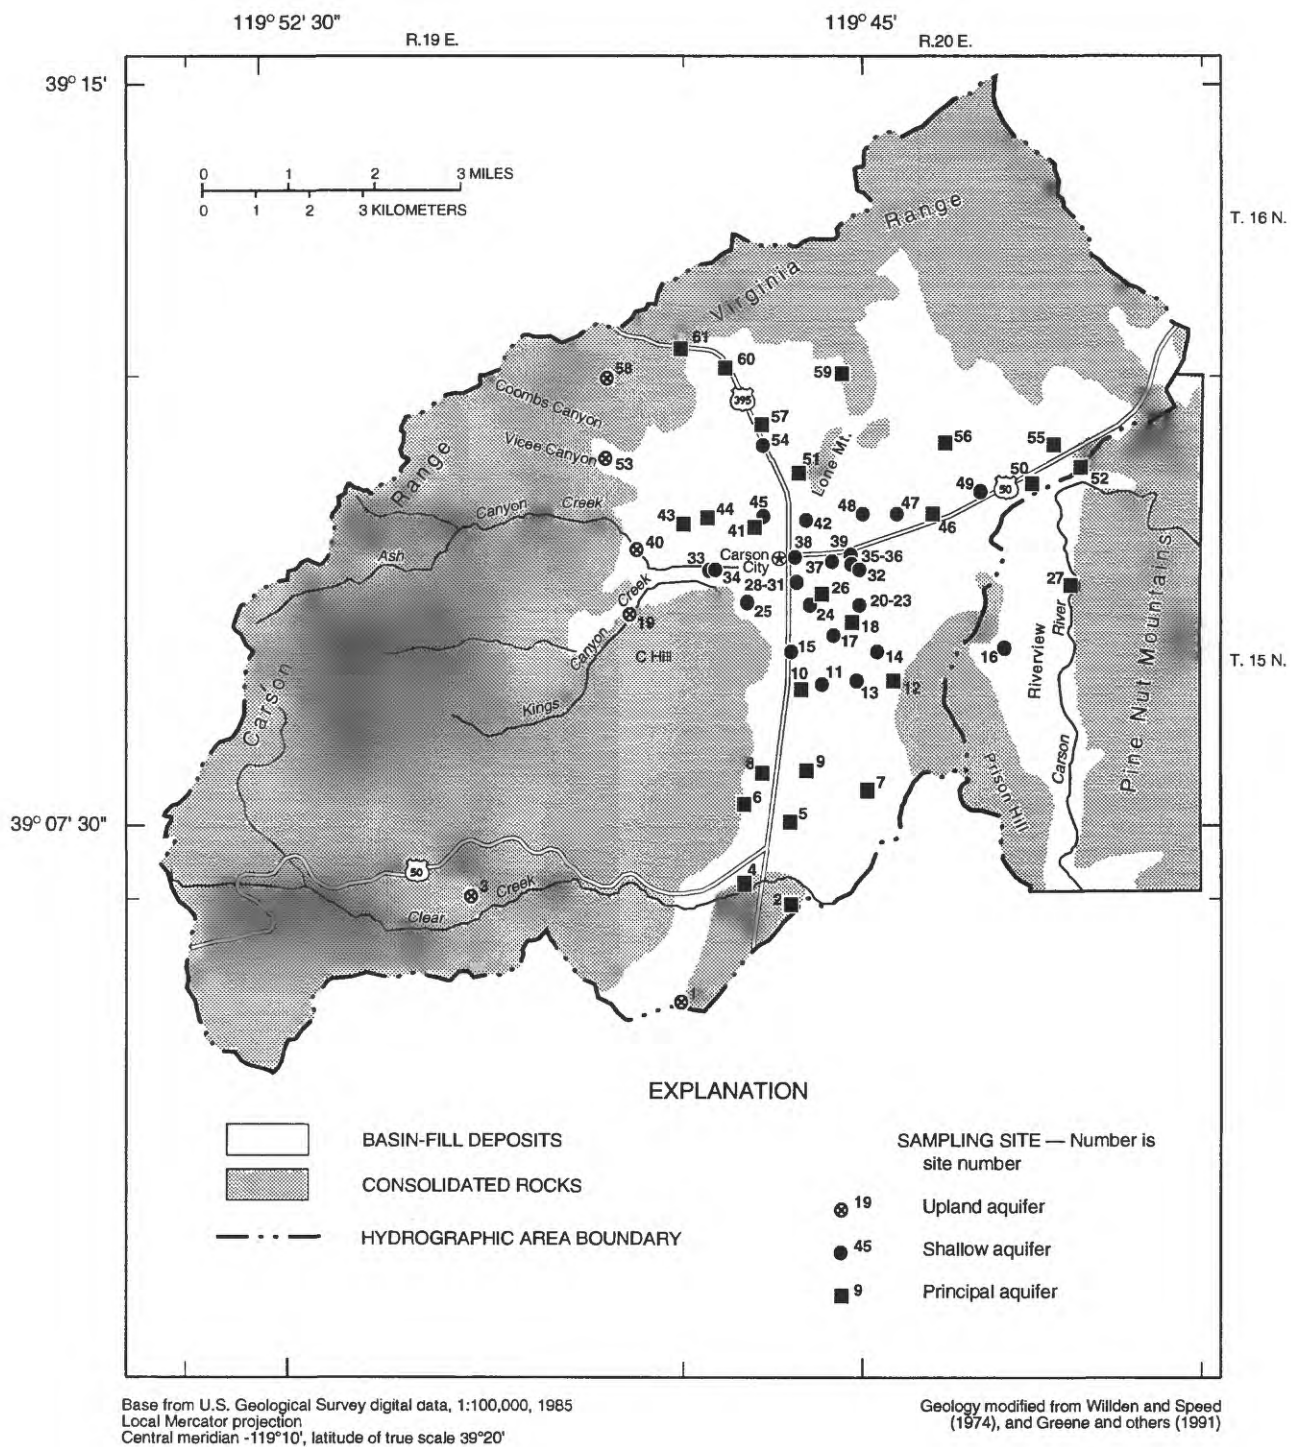 119° 52' 30"
119° 45'
R.19 E.
R.20 E.
39° 15'
0 1 2 3 MILES
0 1 2 3 KILOMETERS
T. 16 N.
Virginia Range
61
60
58
59
395
Coombs Canyon
57
54
Vicee Canyon
53
51
Lone Mt.
56
55
50
50
52
49
Carson Range
Canyon Creek
Ash
43
44
45
41
42
48
47
46
40
Carson
City
38
39
35-36
37
32
33
34
28-31
26
20-23
25
24
18
27
Creek
19
Canyon
Kings
C Hill
17
15
14
16
10
11
13
12
T. 15 N.
Riverview
River
Carson
Pine Nut Mountains
Prison Hill
8
9
7
6
5
39° 07' 30"
50
3
Creek
Clear
4
2
1
EXPLANATION
BASIN-FILL DEPOSITS
CONSOLIDATED ROCKS
HYDROGRAPHIC AREA BOUNDARY
SAMPLING SITE — Number is
site number
19 Upland aquifer
45 Shallow aquifer
9 Principal aquifer
Base from U.S. Geological Survey digital data, 1:100,000, 1985
Local Mercator projection
Central meridian -119°10', latitude of true scale 39°20'
Geology modified from Willden and Speed
(1974), and Greene and others (1991)